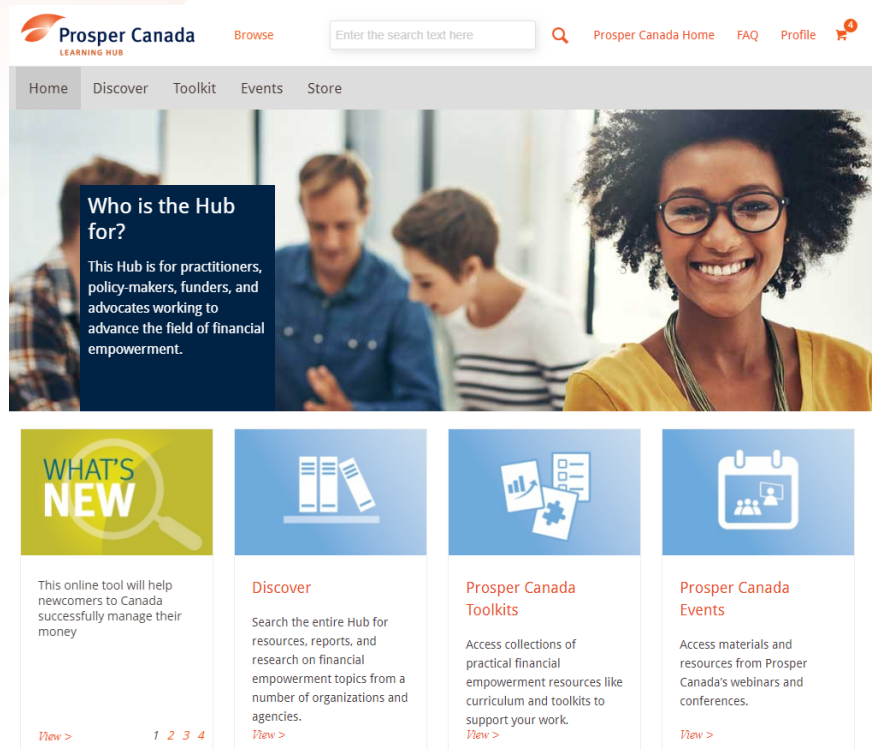 Prosper Canada
LEARNING HUB
Browse
Enter the search text here
Prosper Canada Home
FAQ
Profile
4
Home
Discover
Toolkit
Events
Store
Who is the Hub
for?
This Hub is for practitioners,
policy-makers, funders, and
advocates working to
advance the field of financial
empowerment.
WHAT'S
NEW
This online tool will help
newcomers to Canada
successfully manage their
money
View >
1 2 3 4
Discover
Search the entire Hub for
resources, reports, and
research on financial
empowerment topics from a
number of organizations and
agencies.
View >
Prosper Canada
Toolkits
Access collections of
practical financial
empowerment resources like
curriculum and toolkits to
support your work.
View >
Prosper Canada
Events
Access materials and
resources from Prosper
Canada's webinars and
conferences.
View >